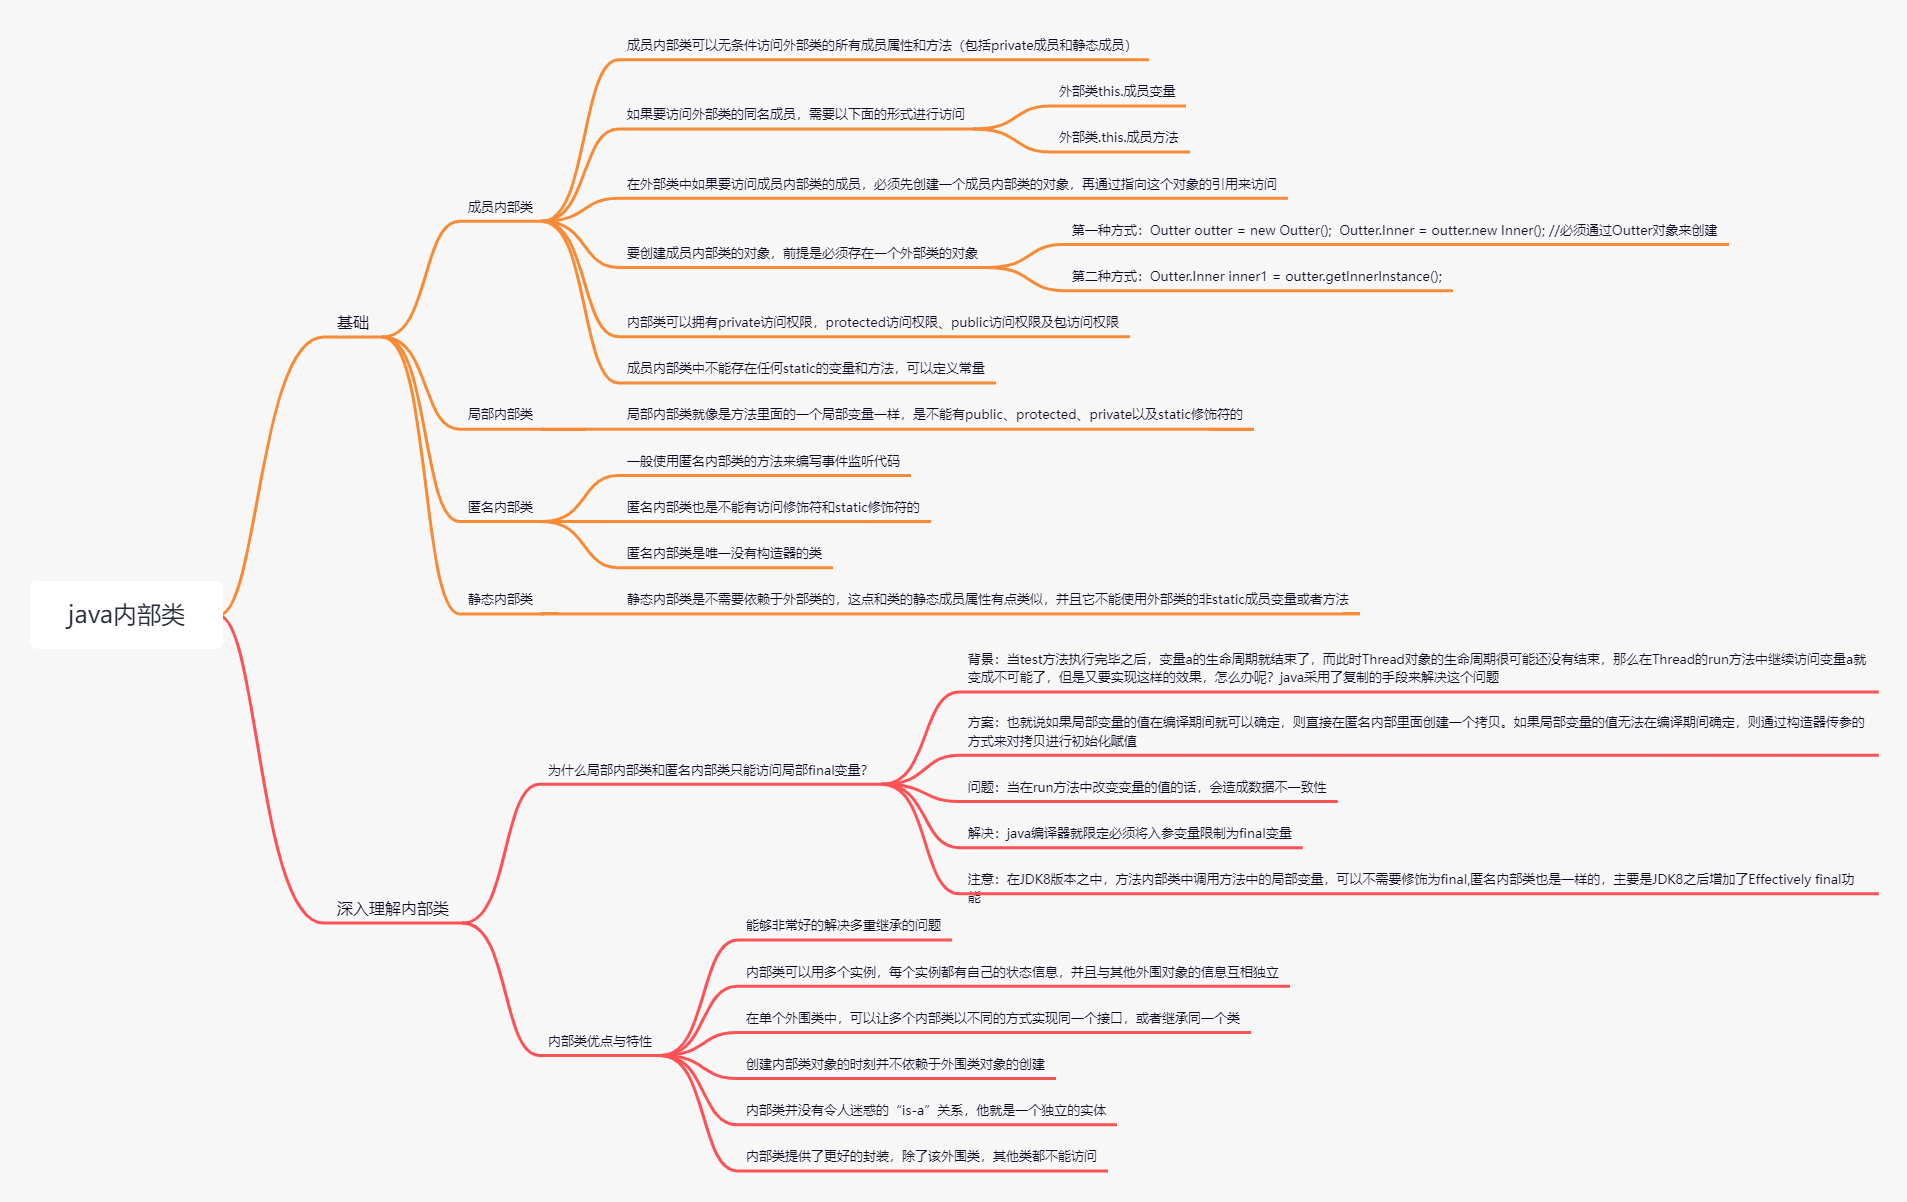 java内部类
基础
成员内部类
成员内部类可以无条件访问外部类的所有成员属性和方法（包括private成员和静态成员）
如果要访问外部类的同名成员，需要以下面的形式进行访问
外部类this.成员变量
外部类.this.成员方法
在外部类中如果要访问成员内部类的成员，必须先创建一个成员内部类的对象，再通过指向这个对象的引用来访问
要创建成员内部类的对象，前提是必须存在一个外部类的对象
第一种方式：Outter outter = new Outter();  Outter.Inner = outter.new Inner(); //必须通过Outter对象来创建
第二种方式：Outter.Inner inner1 = outter.getInnerInstance();
内部类可以拥有private访问权限，protected访问权限、public访问权限及包访问权限
成员内部类中不能存在任何static的变量和方法，可以定义常量
局部内部类
局部内部类就像是方法里面的一个局部变量一样，是不能有public、protected、private以及static修饰符的
匿名内部类
一般使用匿名内部类的方法来编写事件监听代码
匿名内部类也是不能有访问修饰符和static修饰符的
匿名内部类是唯一没有构造器的类
静态内部类
静态内部类是不需要依赖于外部类的，这点和类的静态成员属性有点类似，并且它不能使用外部类的非static成员变量或者方法
深入理解内部类
为什么局部内部类和匿名内部类只能访问局部final变量？
背景：当test方法执行完毕之后，变量a的生命周期就结束了，而此时Thread对象的生命周期很可能还没有结束，那么在Thread的run方法中继续访问变量a就
变成不可能了，但是又要实现这样的效果，怎么办呢？java采用了复制的手段来解决这个问题
方案：也就说如果局部变量的值在编译期间就可以确定，则直接在匿名内部里面创建一个拷贝。如果局部变量的值无法在编译期间确定，则通过构造器传参的
方式来对拷贝进行初始化赋值
问题：当在run方法中改变变量的值的话，会造成数据不一致性
解决：java编译器就限定必须将入参变量限制为final变量
注意：在JDK8版本之中，方法内部类中调用方法中的局部变量，可以不需要修饰为final,匿名内部类也是一样的，主要是JDK8之后增加了Effectively final功
能
内部类优点与特性
能够非常好的解决多重继承的问题
内部类可以用多个实例，每个实例都有自己的状态信息，并且与其他外围对象的信息互相独立
在单个外围类中，可以让多个内部类以不同的方式实现同一个接口，或者继承同一个类
创建内部类对象的时刻并不依赖于外围类对象的创建
内部类并没有令人迷惑的“is-a”关系，他就是一个独立的实体
内部类提供了更好的封装，除了该外围类，其他类都不能访问